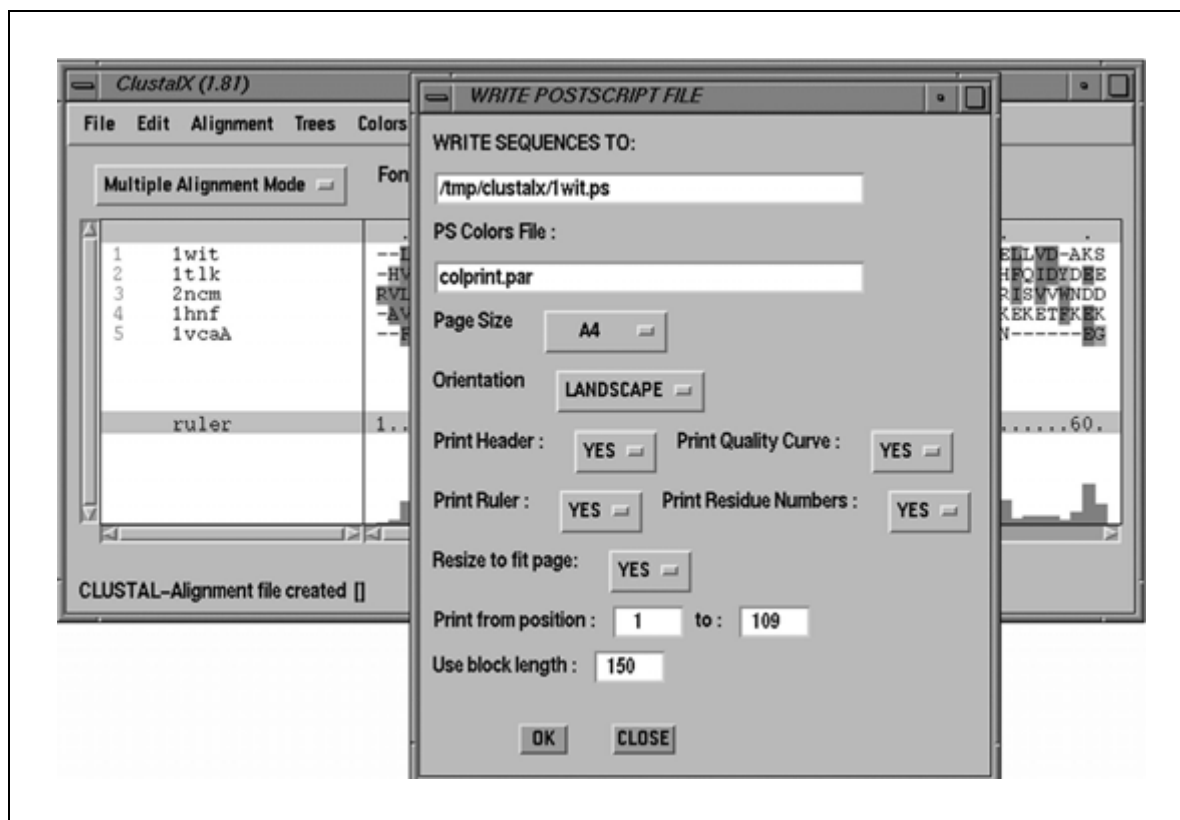 ClustalX (1.81)
File Edit Alignment Trees Colors
Multiple Alignment Mode
1 1wit
2 1tlk
3 2ncm
4 1hnf
5 1vcaA
ruler
1..
CLUSTAL-Alignment file created []
WRITE POSTSCRIPT FILE
WRITE SEQUENCES TO:
/tmp/clustalx/1wit.ps
PS Colors File :
colprint.par
Page Size A4
Orientation LANDSCAPE
Print Header : YES Print Quality Curve : YES
Print Ruler : YES Print Residue Numbers : YES
Resize to fit page: YES
Print from position : 1 to : 109
Use block length : 150
OK CLOSE
ELLVD-AKS
HFQIDYDEE
RISVVWNDD
KEKETFKEK
N------EG
......60.